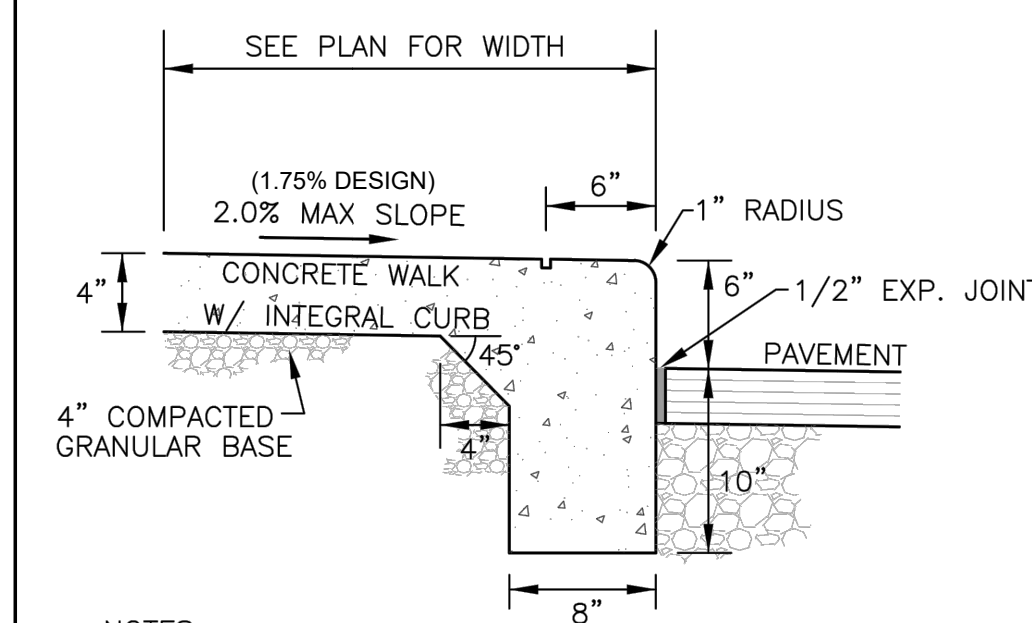 SEE PLAN FOR WIDTH
(1.75% DESIGN)
2.0% MAX SLOPE
6”
1” RADIUS
4”
CONCRETE WALK
W/ INTEGRAL CURB
6”
1/2” EXP. JOINT
45°
PAVEMENT
4” COMPACTED
GRANULAR BASE
4”
10”
8”
NOTES